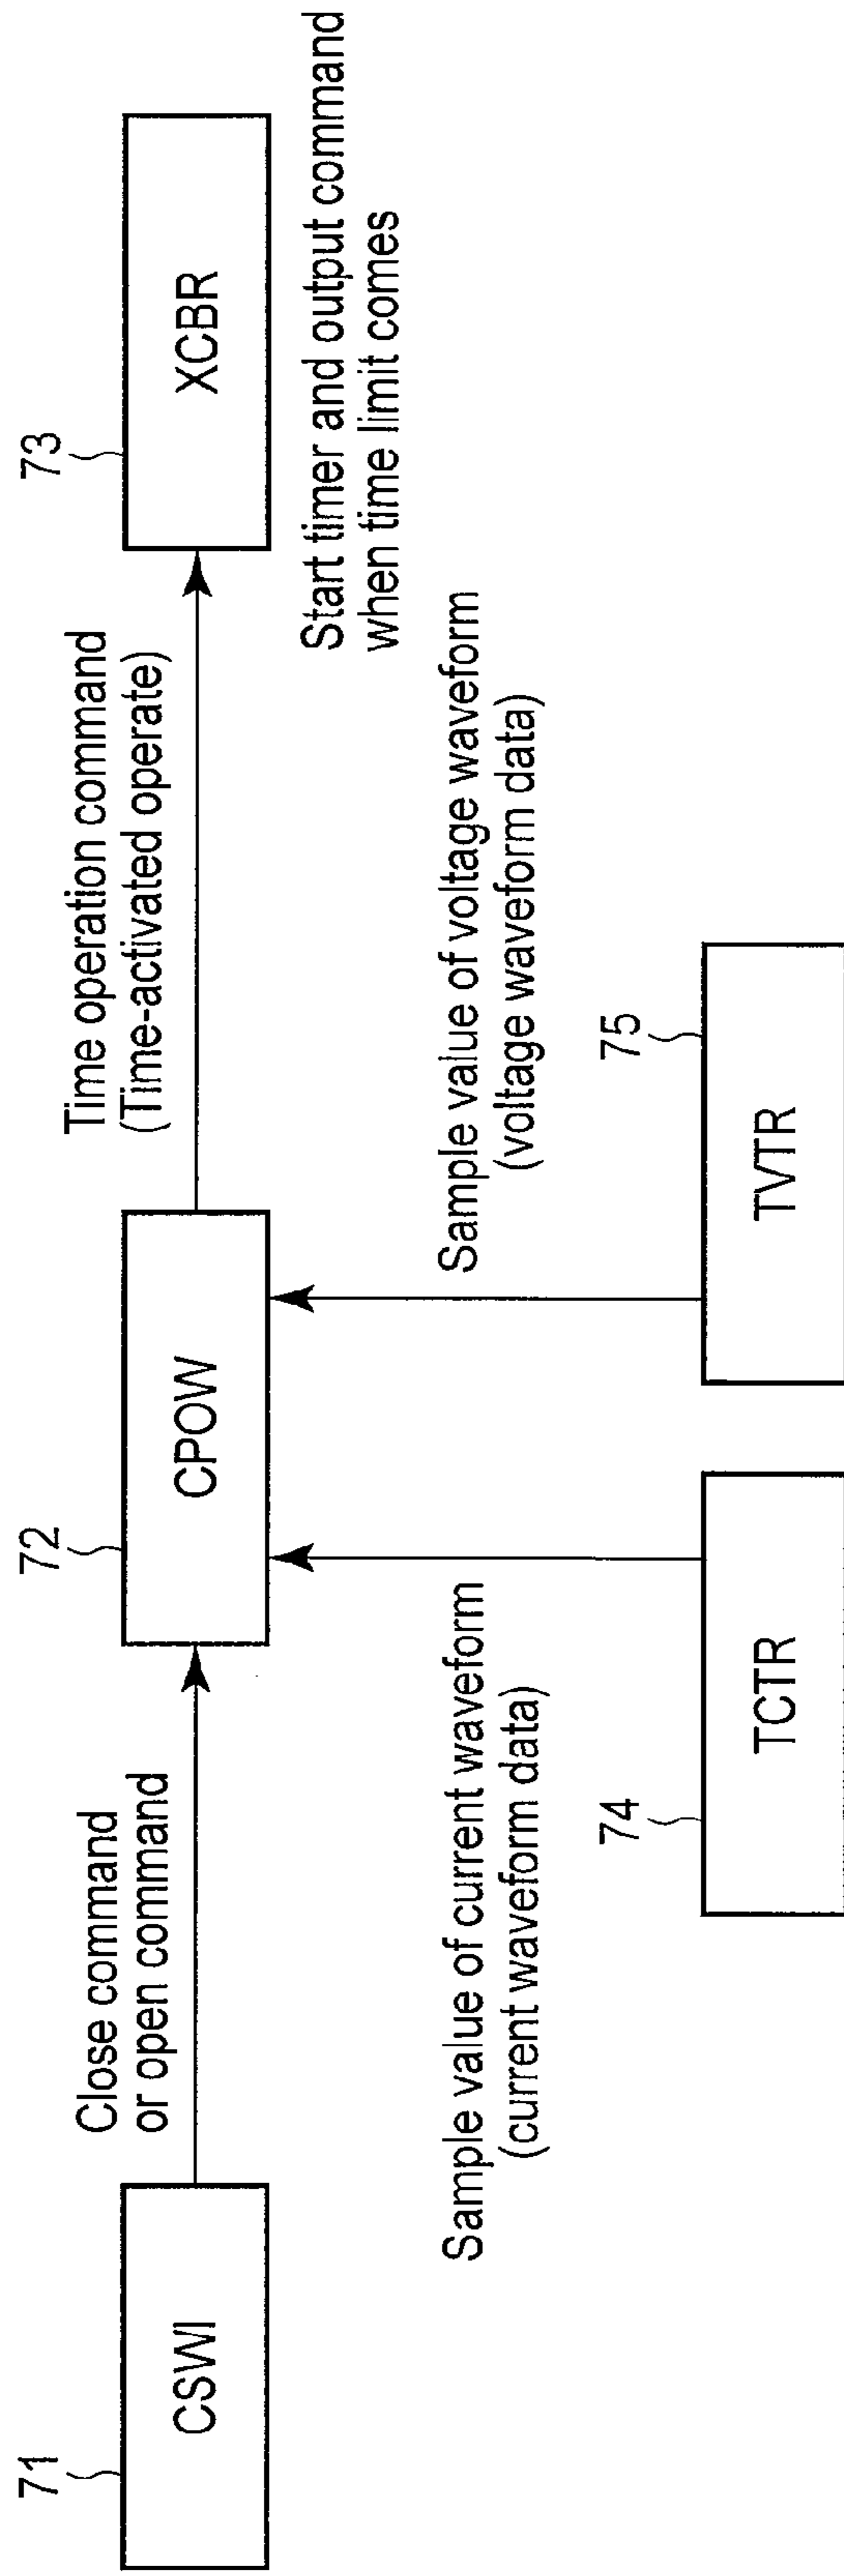 71
CSWI
Close command
or open command
72
CPOW
Time operation command
(Time-activated operate)
73
XCBR
Start timer and output command
when time limit comes
Sample value of current waveform
(current waveform data)
74
TCTR
Sample value of voltage waveform
(voltage waveform data)
75
TVTR